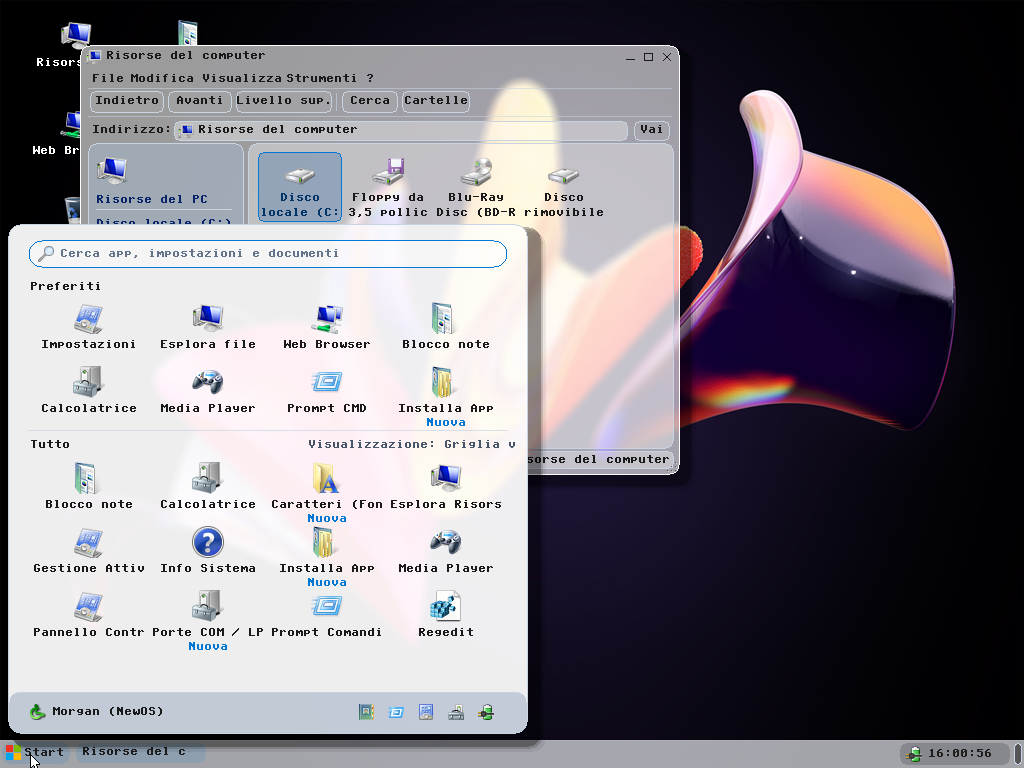 Risorse del computer
File Modifica Visualizza Strumenti ?
Indietro Avanti Livello sup. Cerca Cartelle
Indirizzo: Risorse del computer Vai
Web Br
Risorse del PC
Disco locale (C:)
Disco locale (C:
Floppy da 3,5 pollic
Blu-Ray Disc (BD-R
Disco rimovibile
Cerca app, impostazioni e documenti
Preferiti
Impostazioni Esplora file Web Browser Blocco note
Calcolatrice Media Player Prompt CMD Installa App
Nuova
Tutto Visualizzazione: Griglia v
Blocco note Calcolatrice Caratteri (Fon Esplora Risors
Nuova
Gestione Attiv Info Sistema Installa App Media Player
Nuova
Pannello Contr Porte COM / LP Prompt Comandi Regedit
Nuova
sorse del computer
Morgan (NewOS)
Start Risorse del c 16:00:56